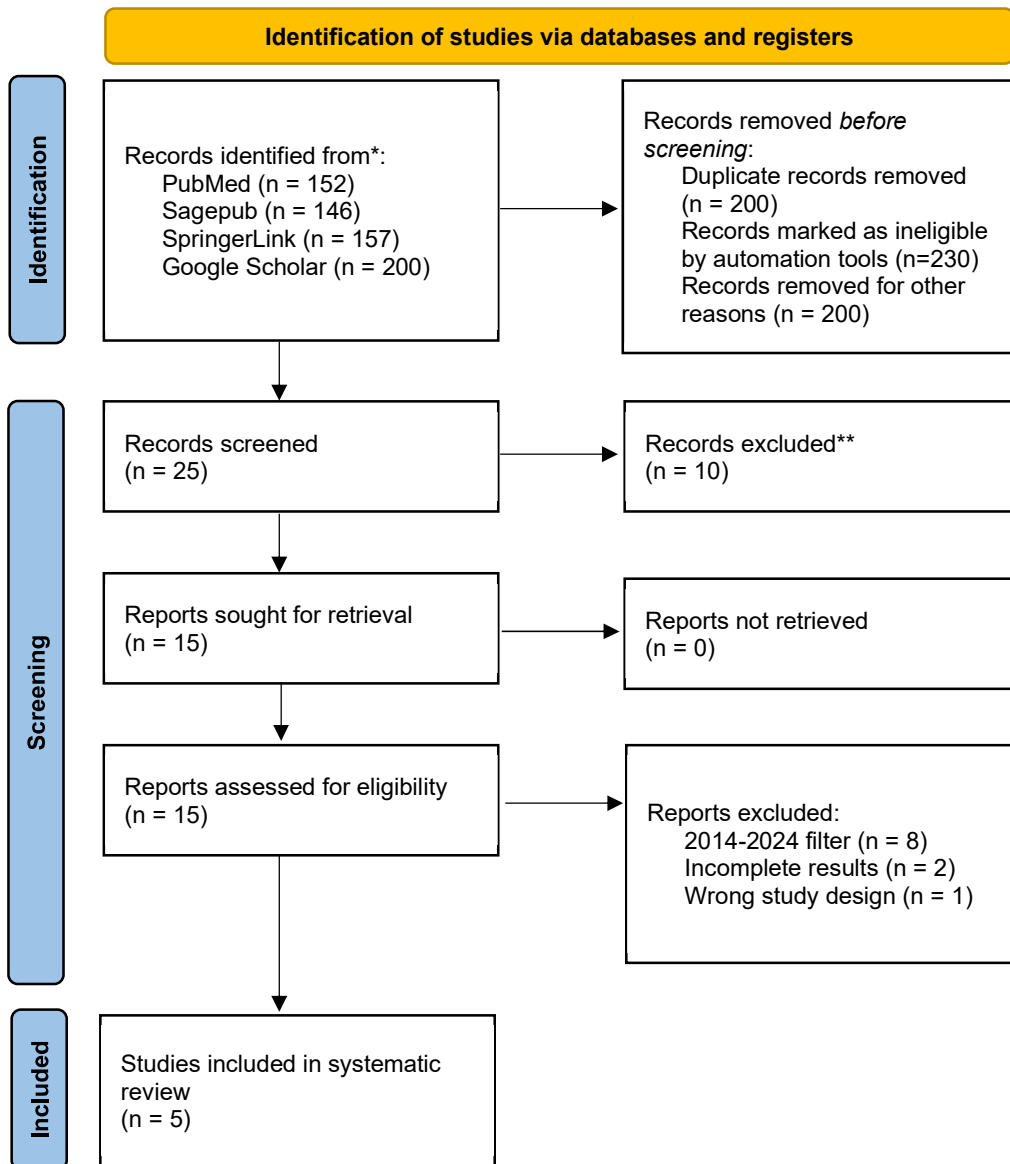 Identification of studies via databases and registers
Identification
Records identified from*:
PubMed (n = 152)
Sagepub (n = 146)
SpringerLink (n = 157)
Google Scholar (n = 200)
Records removed before
screening:
Duplicate records removed
(n = 200)
Records marked as ineligible
by automation tools (n=230)
Records removed for other
reasons (n = 200)
Screening
Records screened
(n = 25)
Records excluded**
(n = 10)
Reports sought for retrieval
(n = 15)
Reports not retrieved
(n = 0)
Reports assessed for eligibility
(n = 15)
Reports excluded:
2014-2024 filter (n = 8)
Incomplete results (n = 2)
Wrong study design (n = 1)
Included
Studies included in systematic
review
(n = 5)